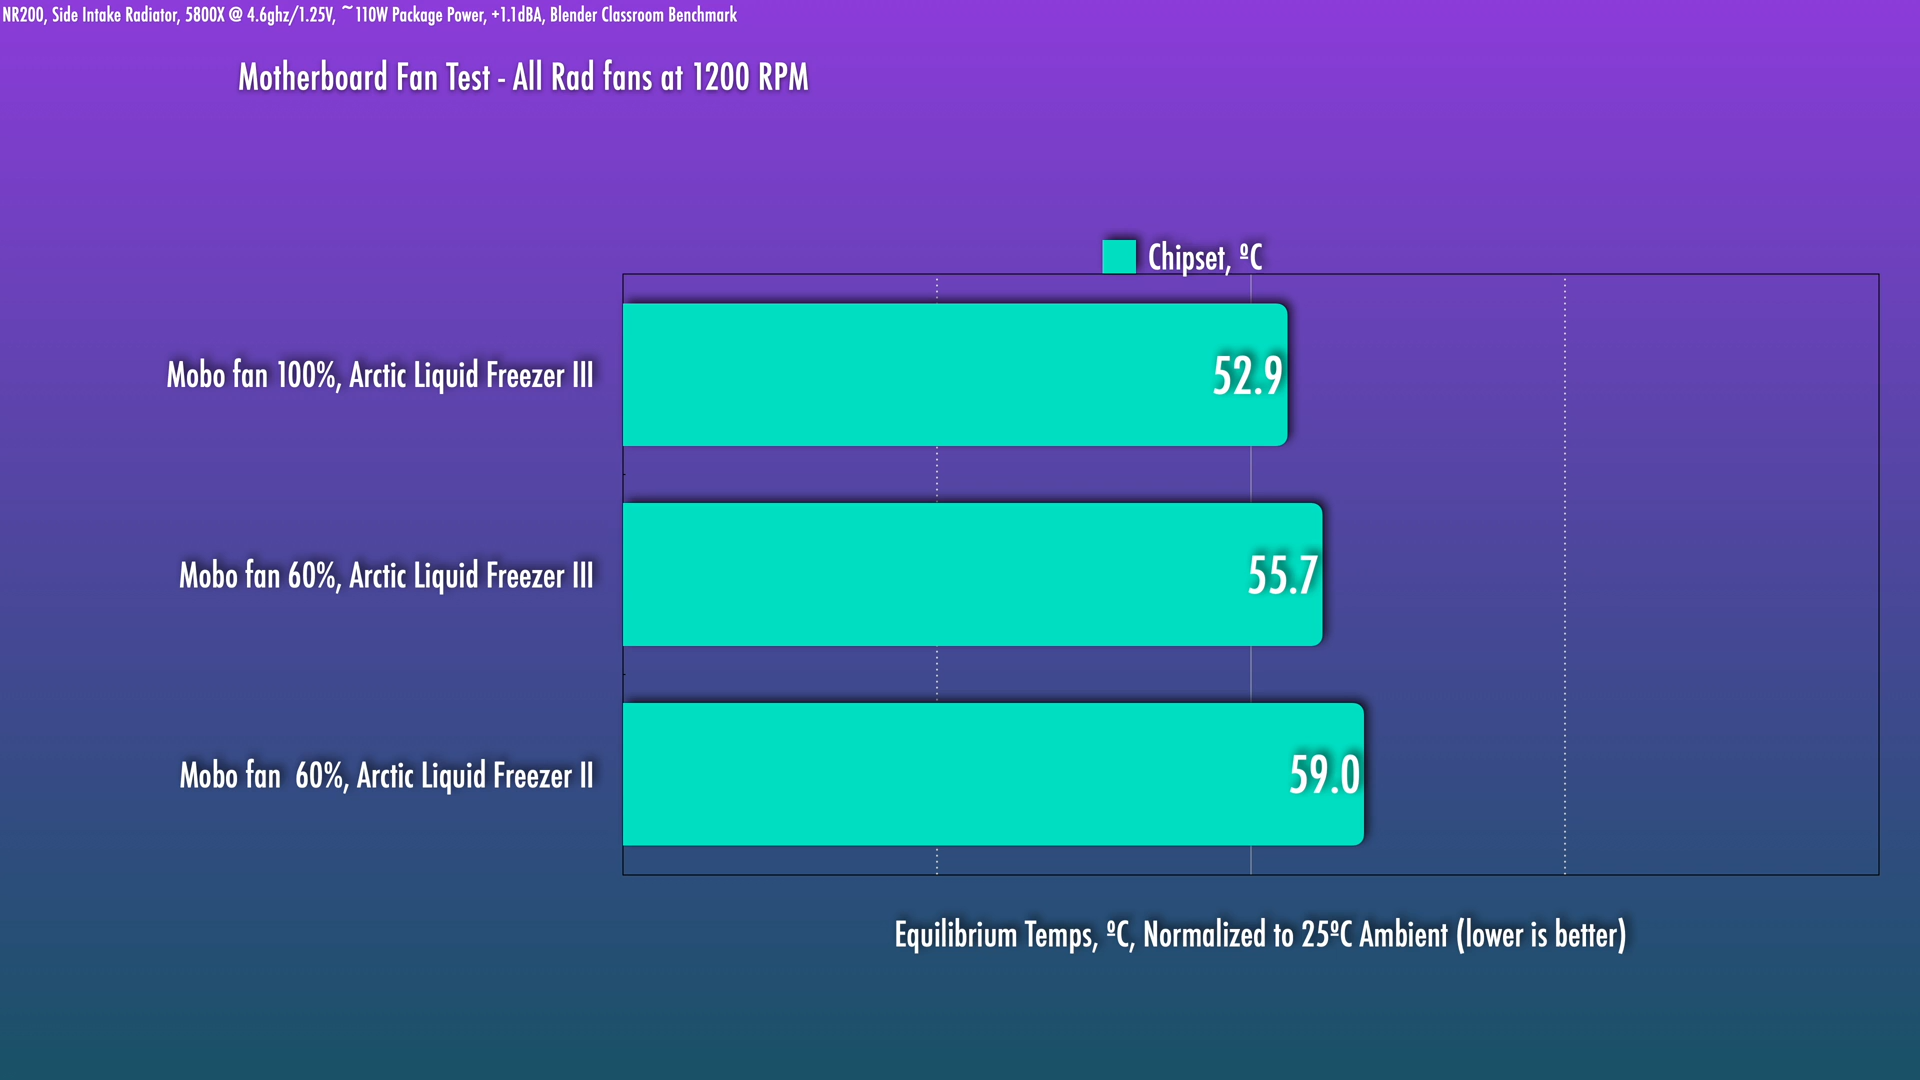 NR200, Side Intake Radiator, 5800X @ 4.6ghz/1.25V, ~110W Package Power, +1.1dBA, Blender Classroom Benchmark
Motherboard Fan Test - All Rad fans at 1200 RPM
Chipset, ºC
Mobo fan 100%, Arctic Liquid Freezer III
52.9
Mobo fan 60%, Arctic Liquid Freezer III
55.7
Mobo fan  60%, Arctic Liquid Freezer II
59.0
Equilibrium Temps, ºC, Normalized to 25ºC Ambient (lower is better)